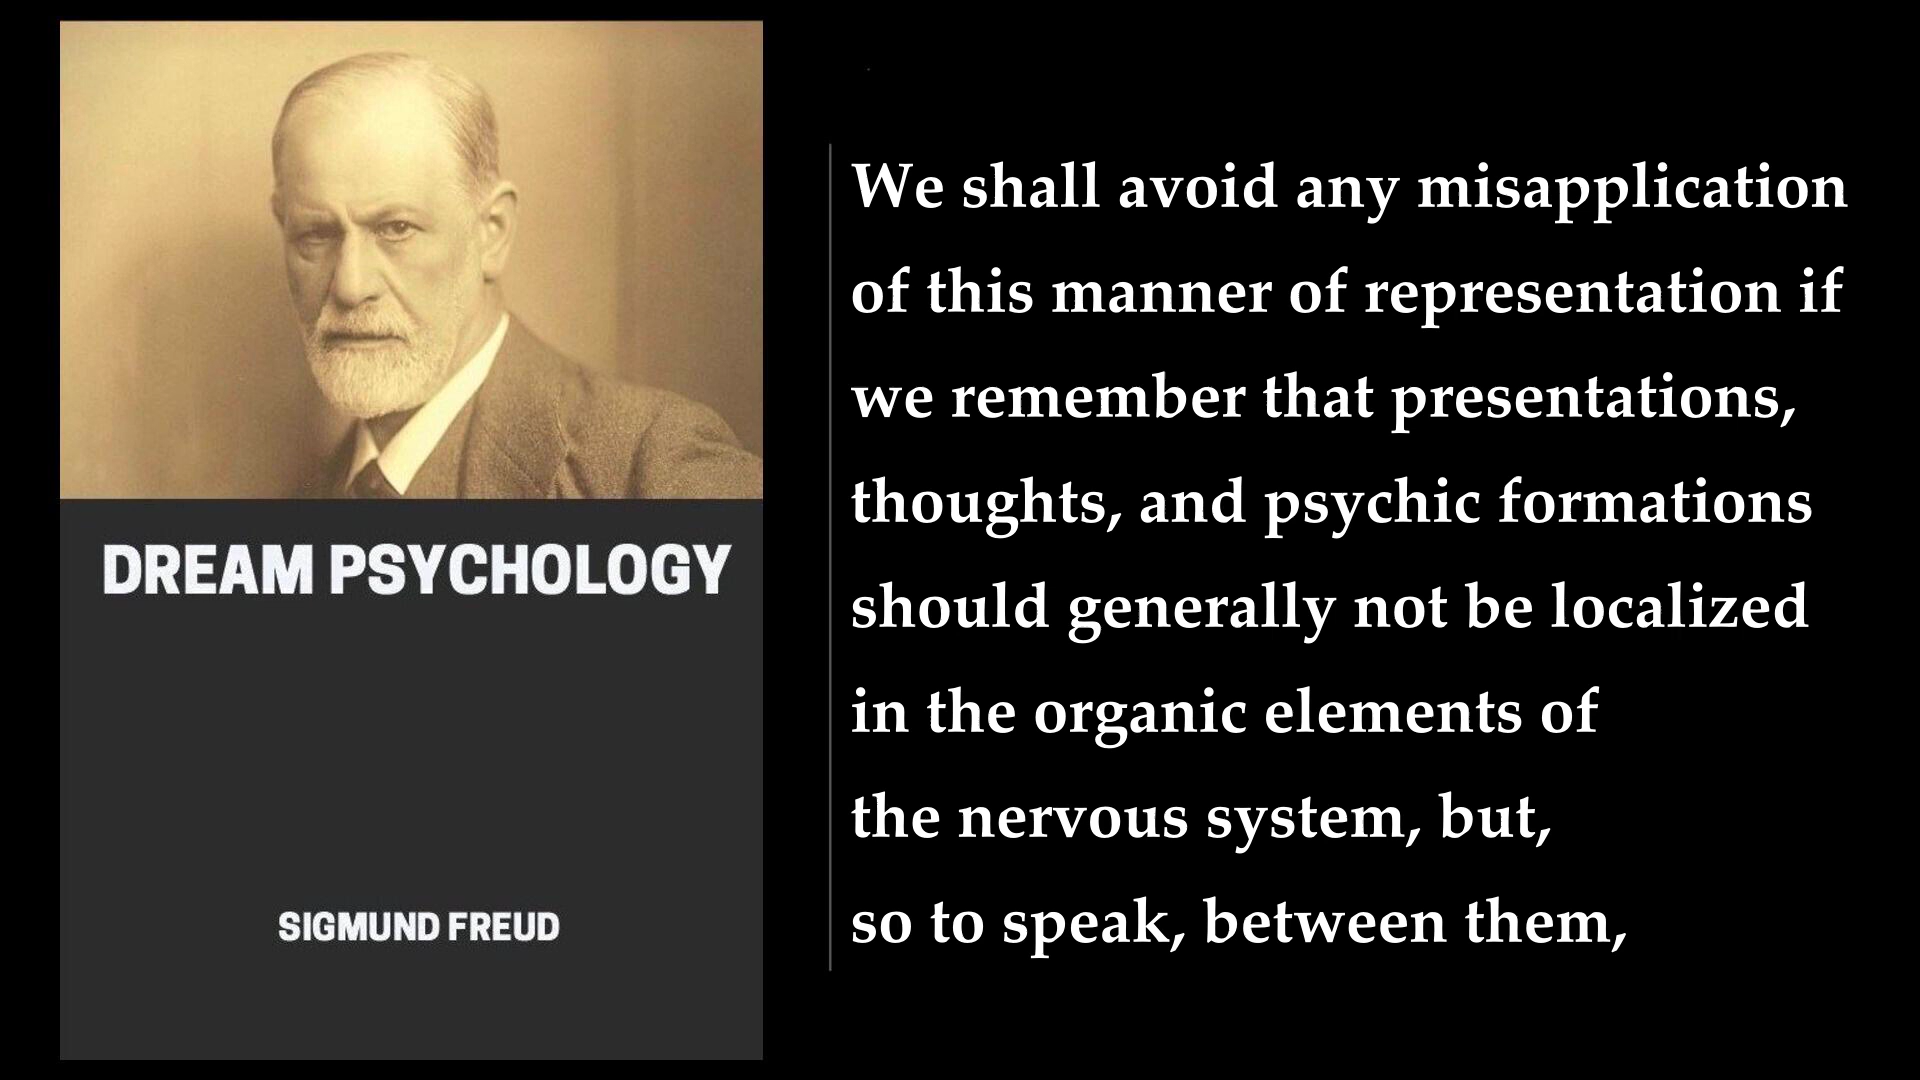 DREAM PSYCHOLOGY
SIGMUND FREUD
We shall avoid any misapplication
of this manner of representation if
we remember that presentations,
thoughts, and psychic formations
should generally not be localized
in the organic elements of
the nervous system, but,
so to speak, between them,